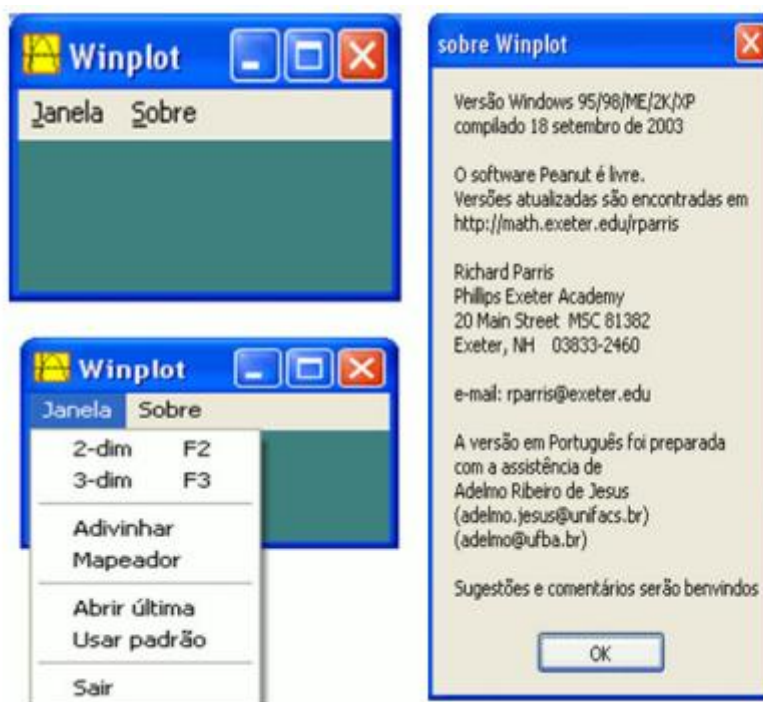 Winplot
Janela Sobre
Winplot
Janela Sobre
2-dim F2
3-dim F3
Adivinhar
Mapeador
Abrir última
Usar padrão
Sair
sobre Winplot
Versão Windows 95/98/ME/2K/XP
compilado 18 setembro de 2003
O software Peanut é livre.
Versões atualizadas são encontradas em
http://math.exeter.edu/rparris
Richard Parris
Phillips Exeter Academy
20 Main Street MSC 81382
Exeter, NH 03833-2460
e-mail: rparris@exeter.edu
A versão em Português foi preparada
com a assistência de
Adelmo Ribeiro de Jesus
(adelmo.jesus@unifacs.br)
(adelmo@ufba.br)
Sugestões e comentários serão benvindos
OK